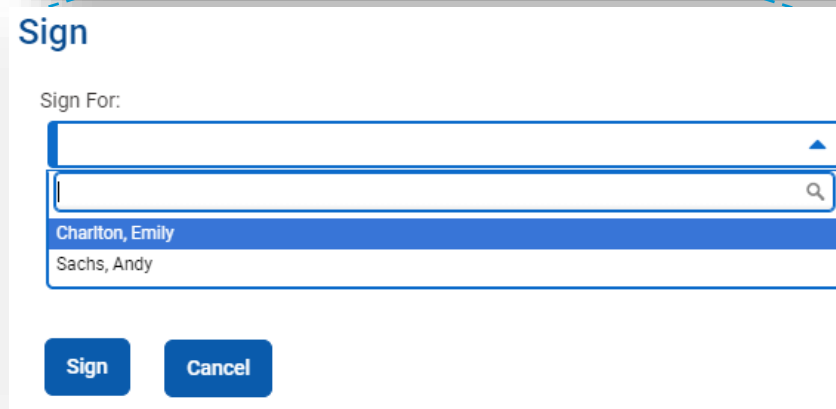 Sign
Sign For:
Charlton, Emily
Sachs, Andy
Sign
Cancel